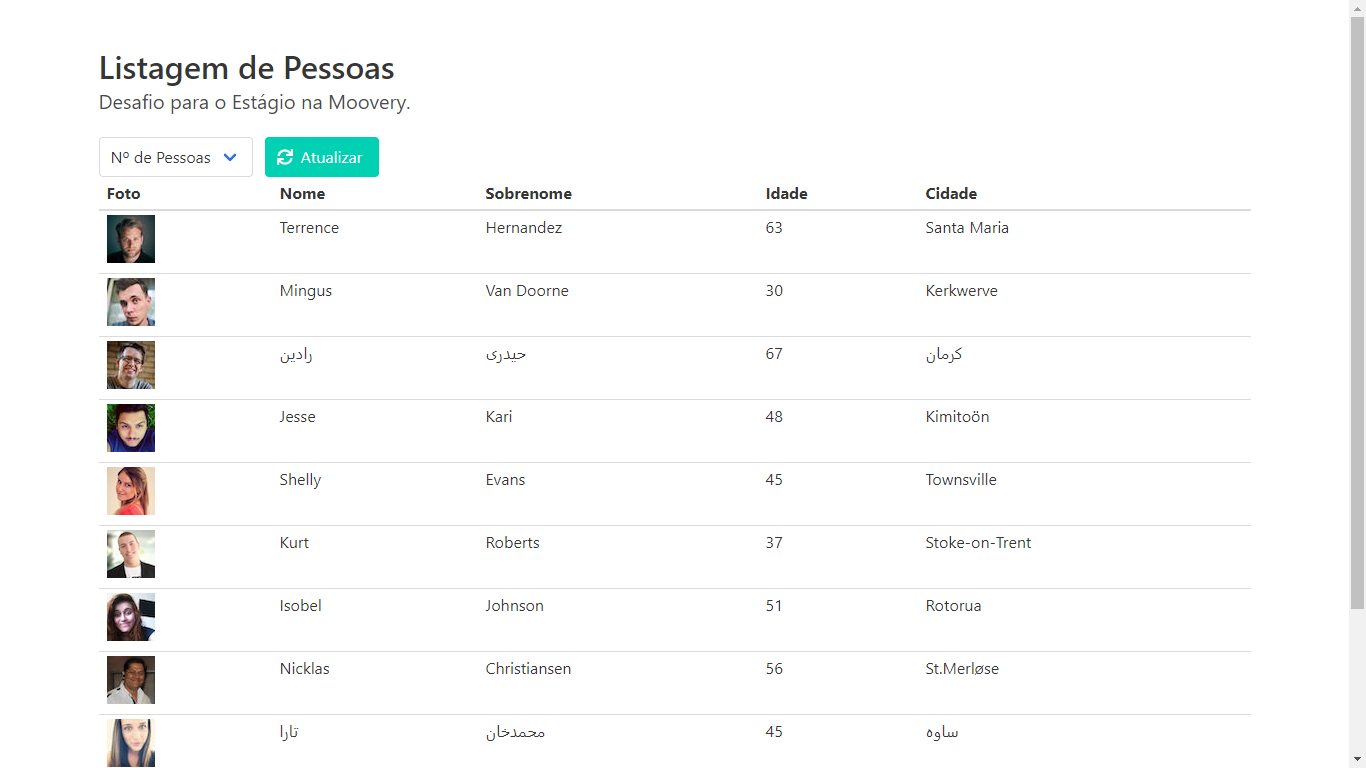 Listagem de Pessoas
Desafio para o Estágio na Moovery.
Nº de Pessoas Atualizar
Foto Nome Sobrenome Idade Cidade
Terrence Hernandez 63 Santa Maria
Mingus Van Doorne 30 Kerkwerve
رادین حیدری 67 کرمان
Jesse Kari 48 Kimitoön
Shelly Evans 45 Townsville
Kurt Roberts 37 Stoke-on-Trent
Isobel Johnson 51 Rotorua
Nicklas Christiansen 56 St.Merløse
تارا محمدخان 45 ساوه